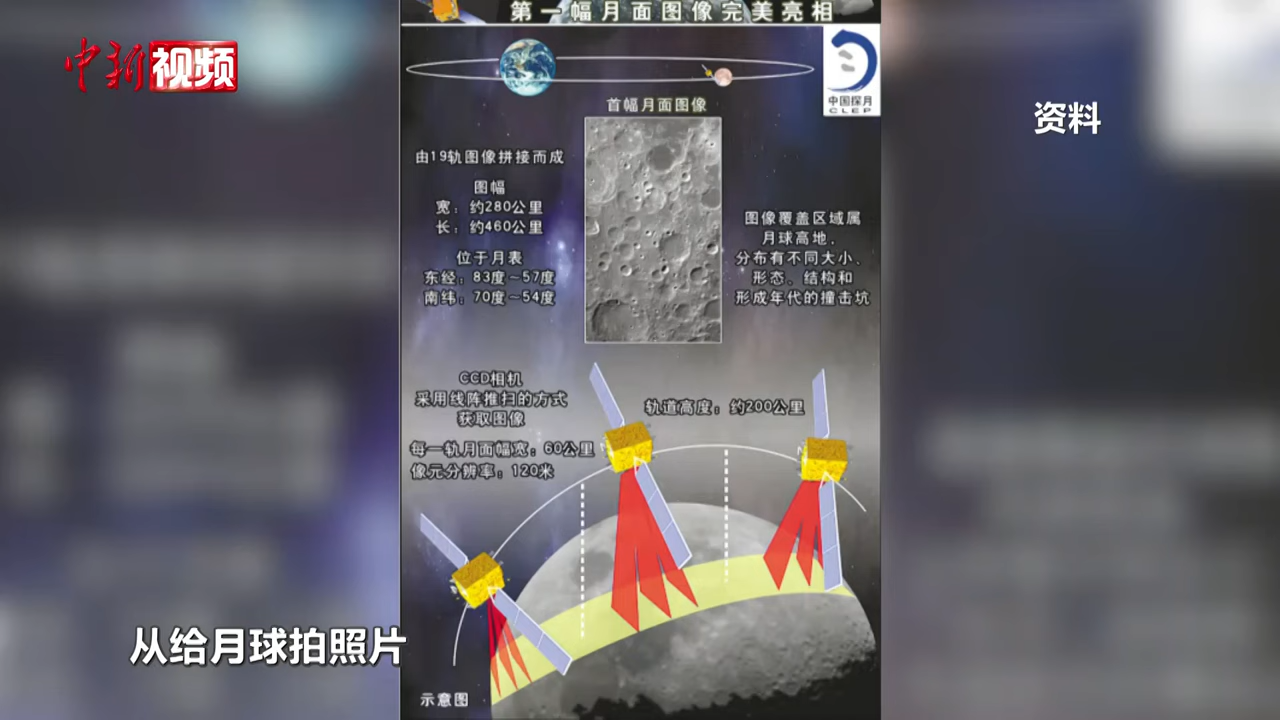 第一幅月面图像完美亮相
中新视频
中国探月
CLEP
资料
首幅月面图像
由19轨图像拼接而成
图幅
宽：约280公里
长：约460公里
位于月表
东经：83度~57度
南纬：70度~54度
图像覆盖区域属
月球高地，
分布有不同大小、
形态、结构和
形成年代的撞击坑
CCD相机
采用线阵推扫的方式
获取图像
每一轨月面幅宽：60公里
像元分辨率：120米
轨道高度：约200公里
从给月球拍照片
示意图